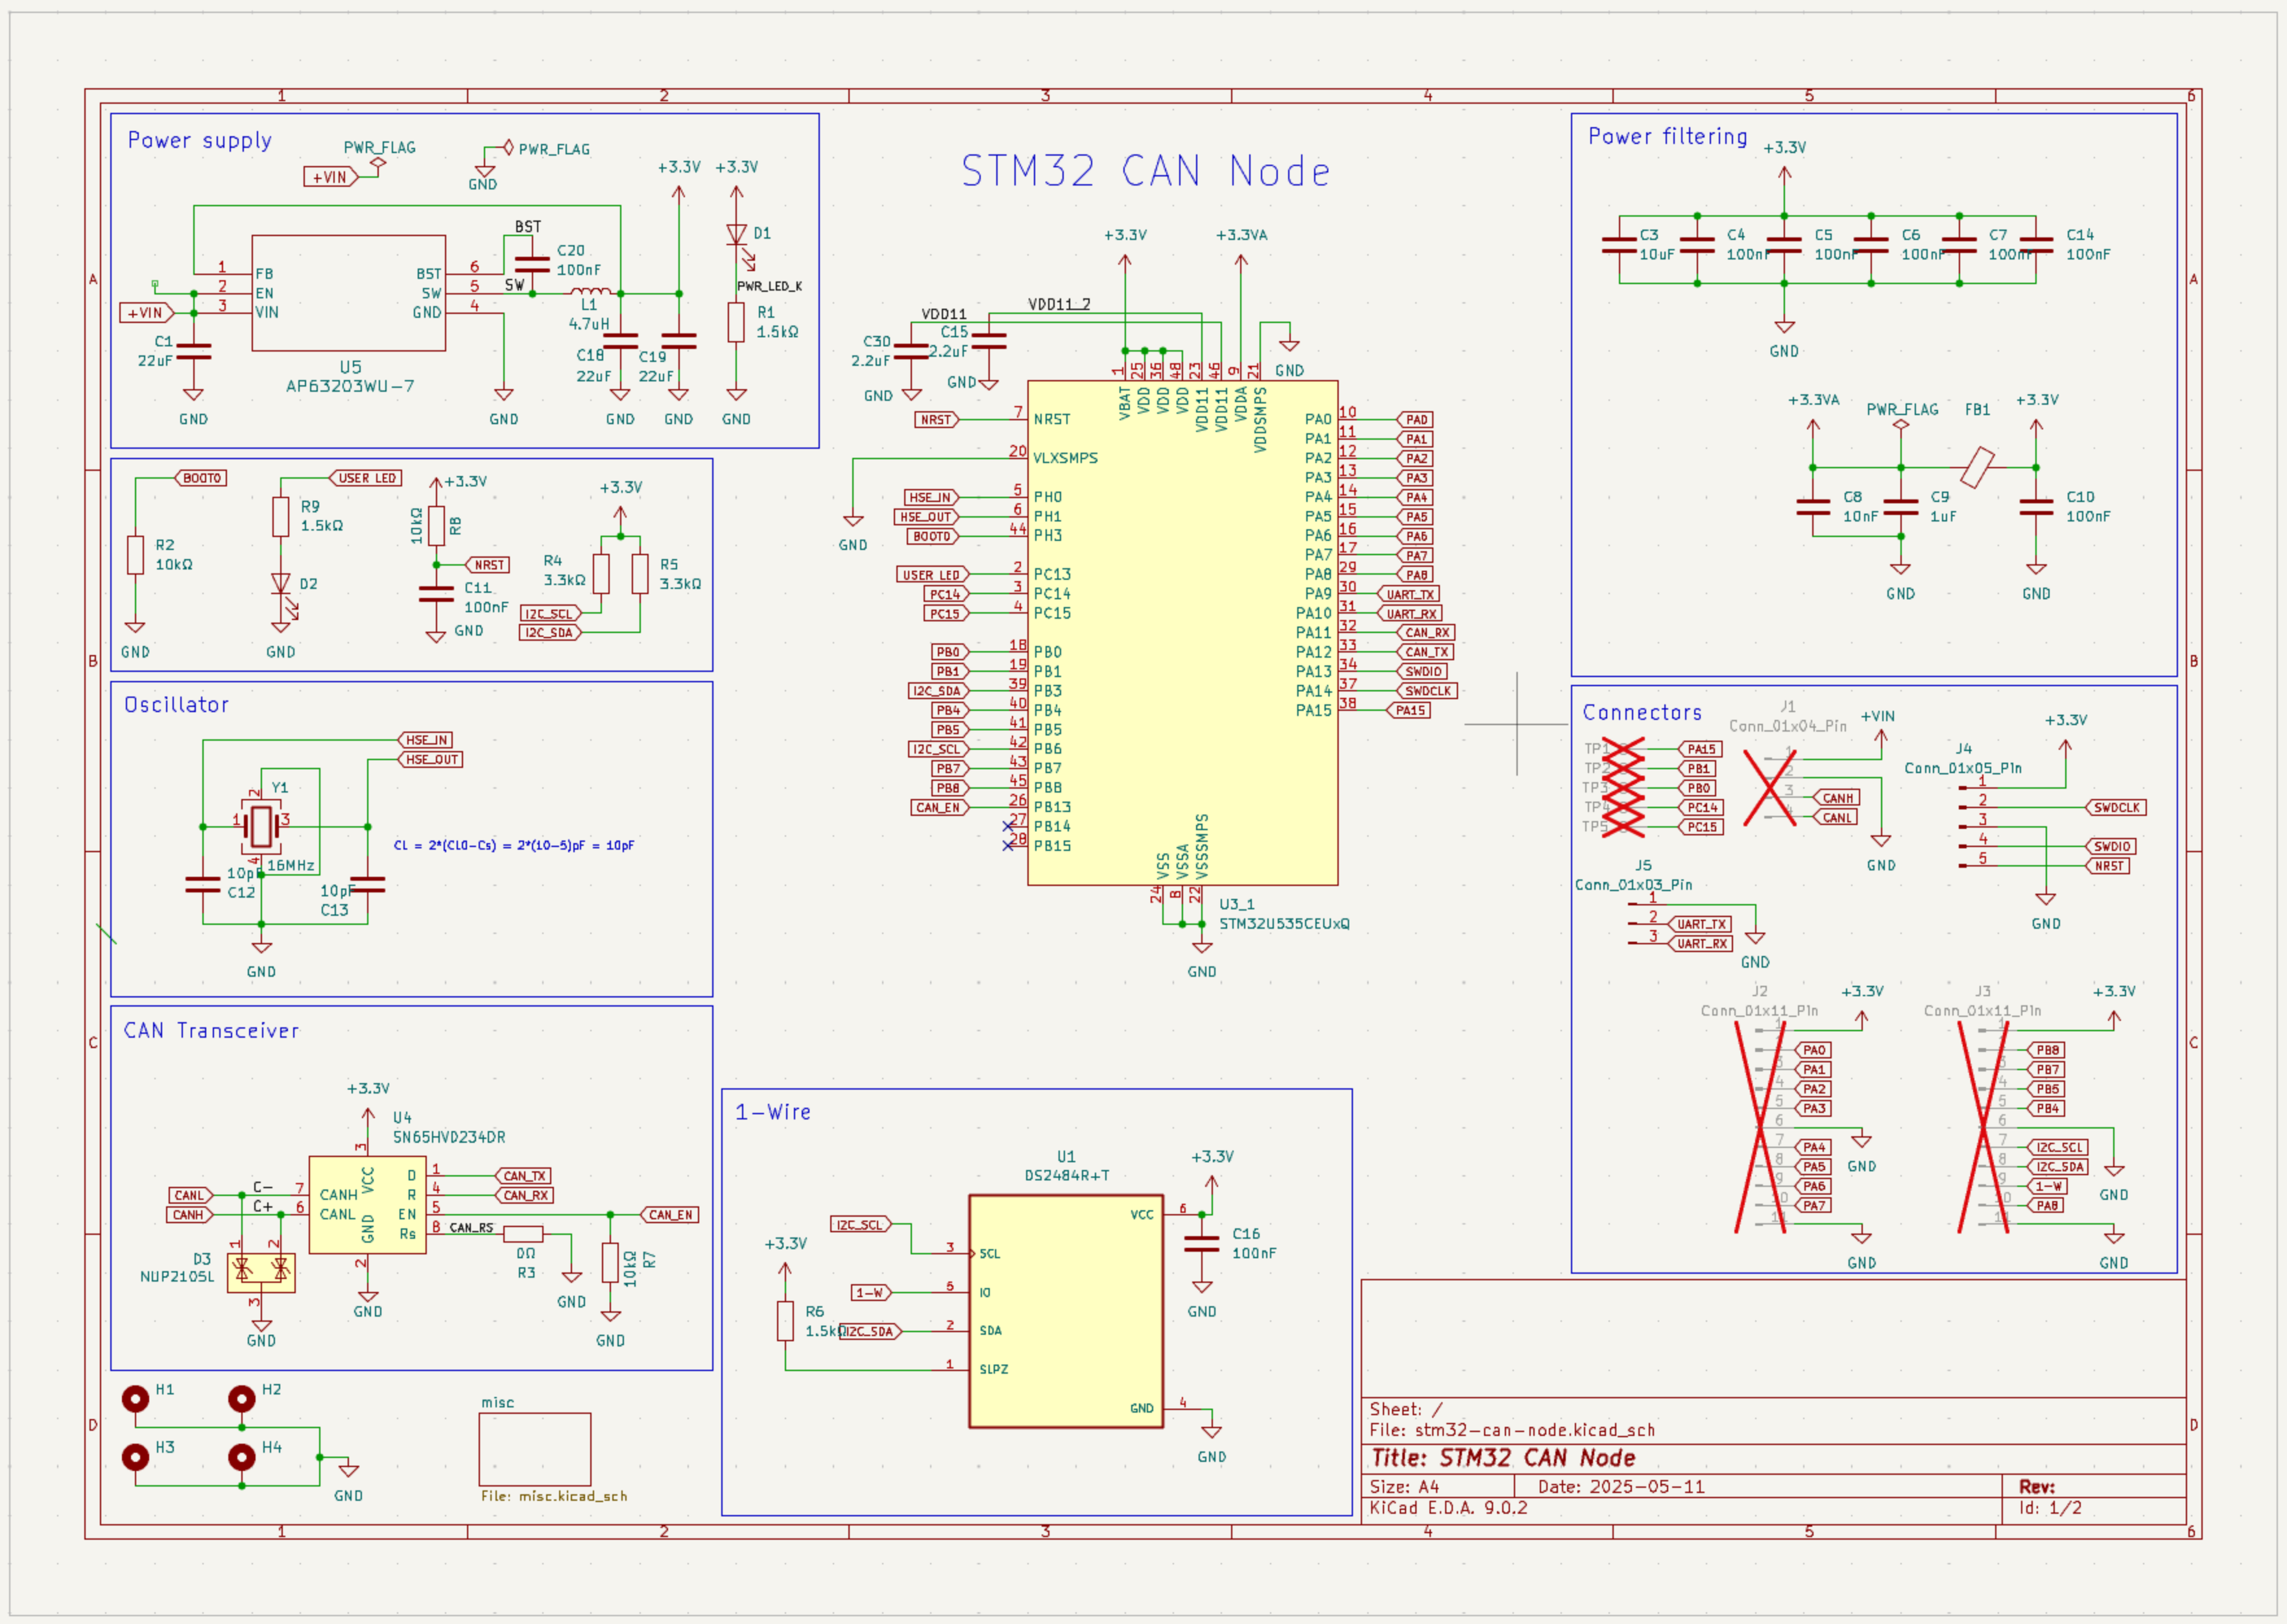 1 2 3 4 5 6
A
B
C
D
Power supply
PWR_FLAG
+VIN
PWR_FLAG
GND
+3.3V
+3.3V
BST
C20
100nF
SW
1 FB
2 EN
3 VIN
BST 6
SW 5
GND 4
+VIN
L1
4.7uH
D1
PWR_LED_K
R1
1.5kΩ
C1
22uF
U5
AP63203WU-7
C18
22uF
C19
22uF
GND
GND
GND
GND
GND
BOOT0
R2
10kΩ
GND
USER LED
R9
1.5kΩ
D2
GND
+3.3V
10kΩ
R8
NRST
C11
100nF
GND
+3.3V
R4
3.3kΩ
R5
3.3kΩ
I2C_SCL
I2C_SDA
Oscillator
HSE_IN
HSE_OUT
Y1
2
1
3
4
16MHz
10pF
C12
10pF
C13
CL = 2*(CL0-Cs) = 2*(10-5)pF = 10pF
GND
CAN Transceiver
+3.3V
U4
SN65HVD234DR
3
VCC
CANL
C-
7 CANH
CANH
C+
6 CANL
D 1 CAN_TX
R 4 CAN_RX
EN 5 CAN_EN
Rs 8 CAN_RS
GND
2
GND
0Ω
R3
GND
10kΩ
R7
GND
D3
NUP2105L
1 2
3
GND
H1
H2
H3
H4
GND
misc
File: misc.kicad_sch
STM32 CAN Node
+3.3V
+3.3VA
VDD11
VDD11_2
C30
2.2uF
GND
C15
2.2uF
GND
GND
1 25 36 48 23 46 9 21
VBAT VDD VDD VDD VDD11 VDD11 VDDA VDDSMPS
NRST 7 NRST
20 VLXSMPS
GND
HSE_IN 5 PH0
HSE_OUT 6 PH1
BOOT0 44 PH3
USER LED 2 PC13
PC14 3 PC14
PC15 4 PC15
PB0 18 PB0
PB1 19 PB1
I2C_SDA 39 PB3
PB4 40 PB4
PB5 41 PB5
I2C_SCL 42 PB6
PB7 43 PB7
PB8 45 PB8
CAN_EN 26 PB13
27 PB14
28 PB15
PA0 10 PA0
PA1 11 PA1
PA2 12 PA2
PA3 13 PA3
PA4 14 PA4
PA5 15 PA5
PA6 16 PA6
PA7 17 PA7
PA8 29 PA8
PA9 30 UART_TX
PA10 31 UART_RX
PA11 32 CAN_RX
PA12 33 CAN_TX
PA13 34 SWDIO
PA14 37 SWDCLK
PA15 38 PA15
VSS VSSA VSSSMPS
24 8 22
U3_1
STM32U535CEUxQ
GND
1-Wire
U1
DS2484R+T
+3.3V
I2C_SCL
3 SCL
1-W
5 IO
I2C_SDA
2 SDA
1 SLPZ
VCC 6
GND 4
C16
100nF
GND
GND
+3.3V
R6
1.5kΩ
Power filtering
+3.3V
C3
10uF
C4
100nF
C5
100nF
C6
100nF
C7
100nF
C14
100nF
GND
+3.3VA
PWR_FLAG
FB1
+3.3V
C8
10nF
C9
1uF
C10
100nF
GND
GND
Connectors
TP1 PA15
TP2 PB1
TP3 PB0
TP4 PC14
TP5 PC15
J1
Conn_01x04_Pin
+VIN
1
2
3 CANH
4 CANL
GND
J4
Conn_01x05_Pin
+3.3V
1
2 SWDCLK
3
4 SWDIO
5 NRST
GND
J5
Conn_01x03_Pin
1
2 UART_TX
3 UART_RX
GND
J2
Conn_01x11_Pin
+3.3V
1
PA0
3 PA1
4 PA2
5 PA3
6
7 PA4
8 PA5
9 PA6
10 PA7
11
GND
GND
J3
Conn_01x11_Pin
+3.3V
1
PB8
3 PB7
4 PB5
5 PB4
6
7 I2C_SCL
8 I2C_SDA
9 1-W
10 PA8
11
GND
GND
Sheet: /
File: stm32-can-node.kicad_sch
Title: STM32 CAN Node
Size: A4
Date: 2025-05-11
Rev:
KiCad E.D.A. 9.0.2
Id: 1/2
A
B
C
D
1 2 3 4 5 6